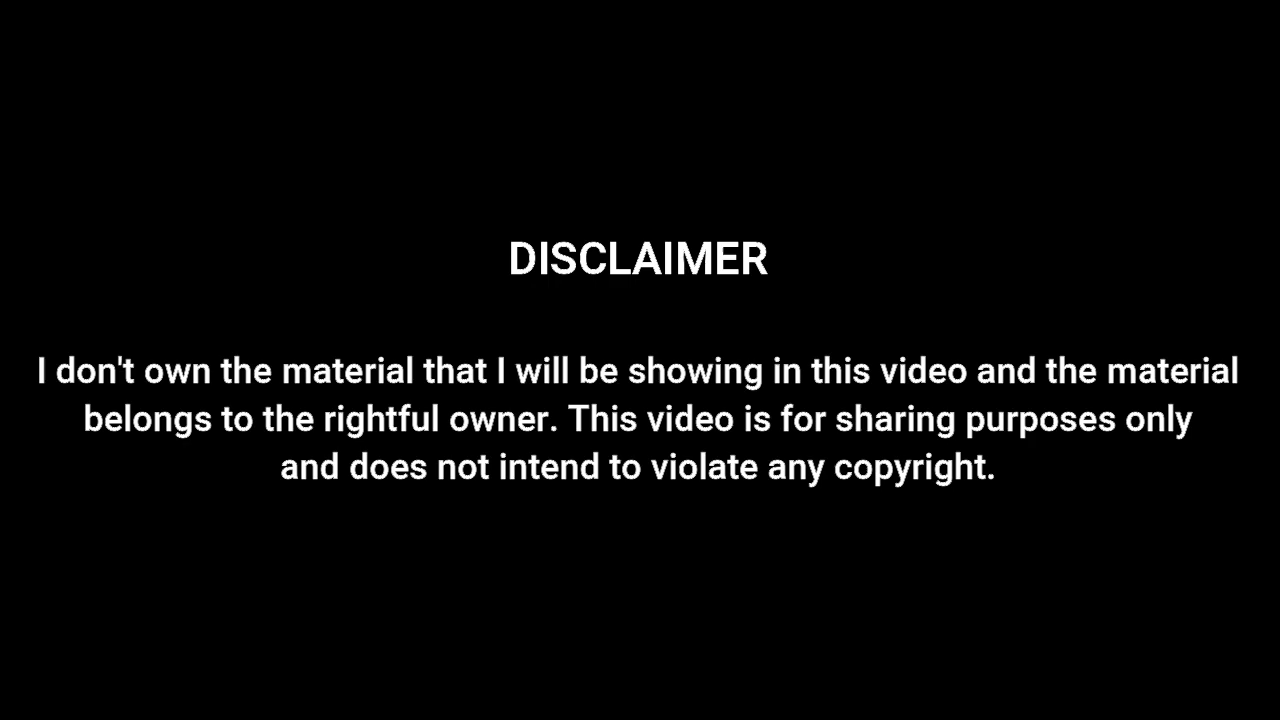 DISCLAIMER
I don't own the material that I will be showing in this video and the material
belongs to the rightful owner. This video is for sharing purposes only
and does not intend to violate any copyright.